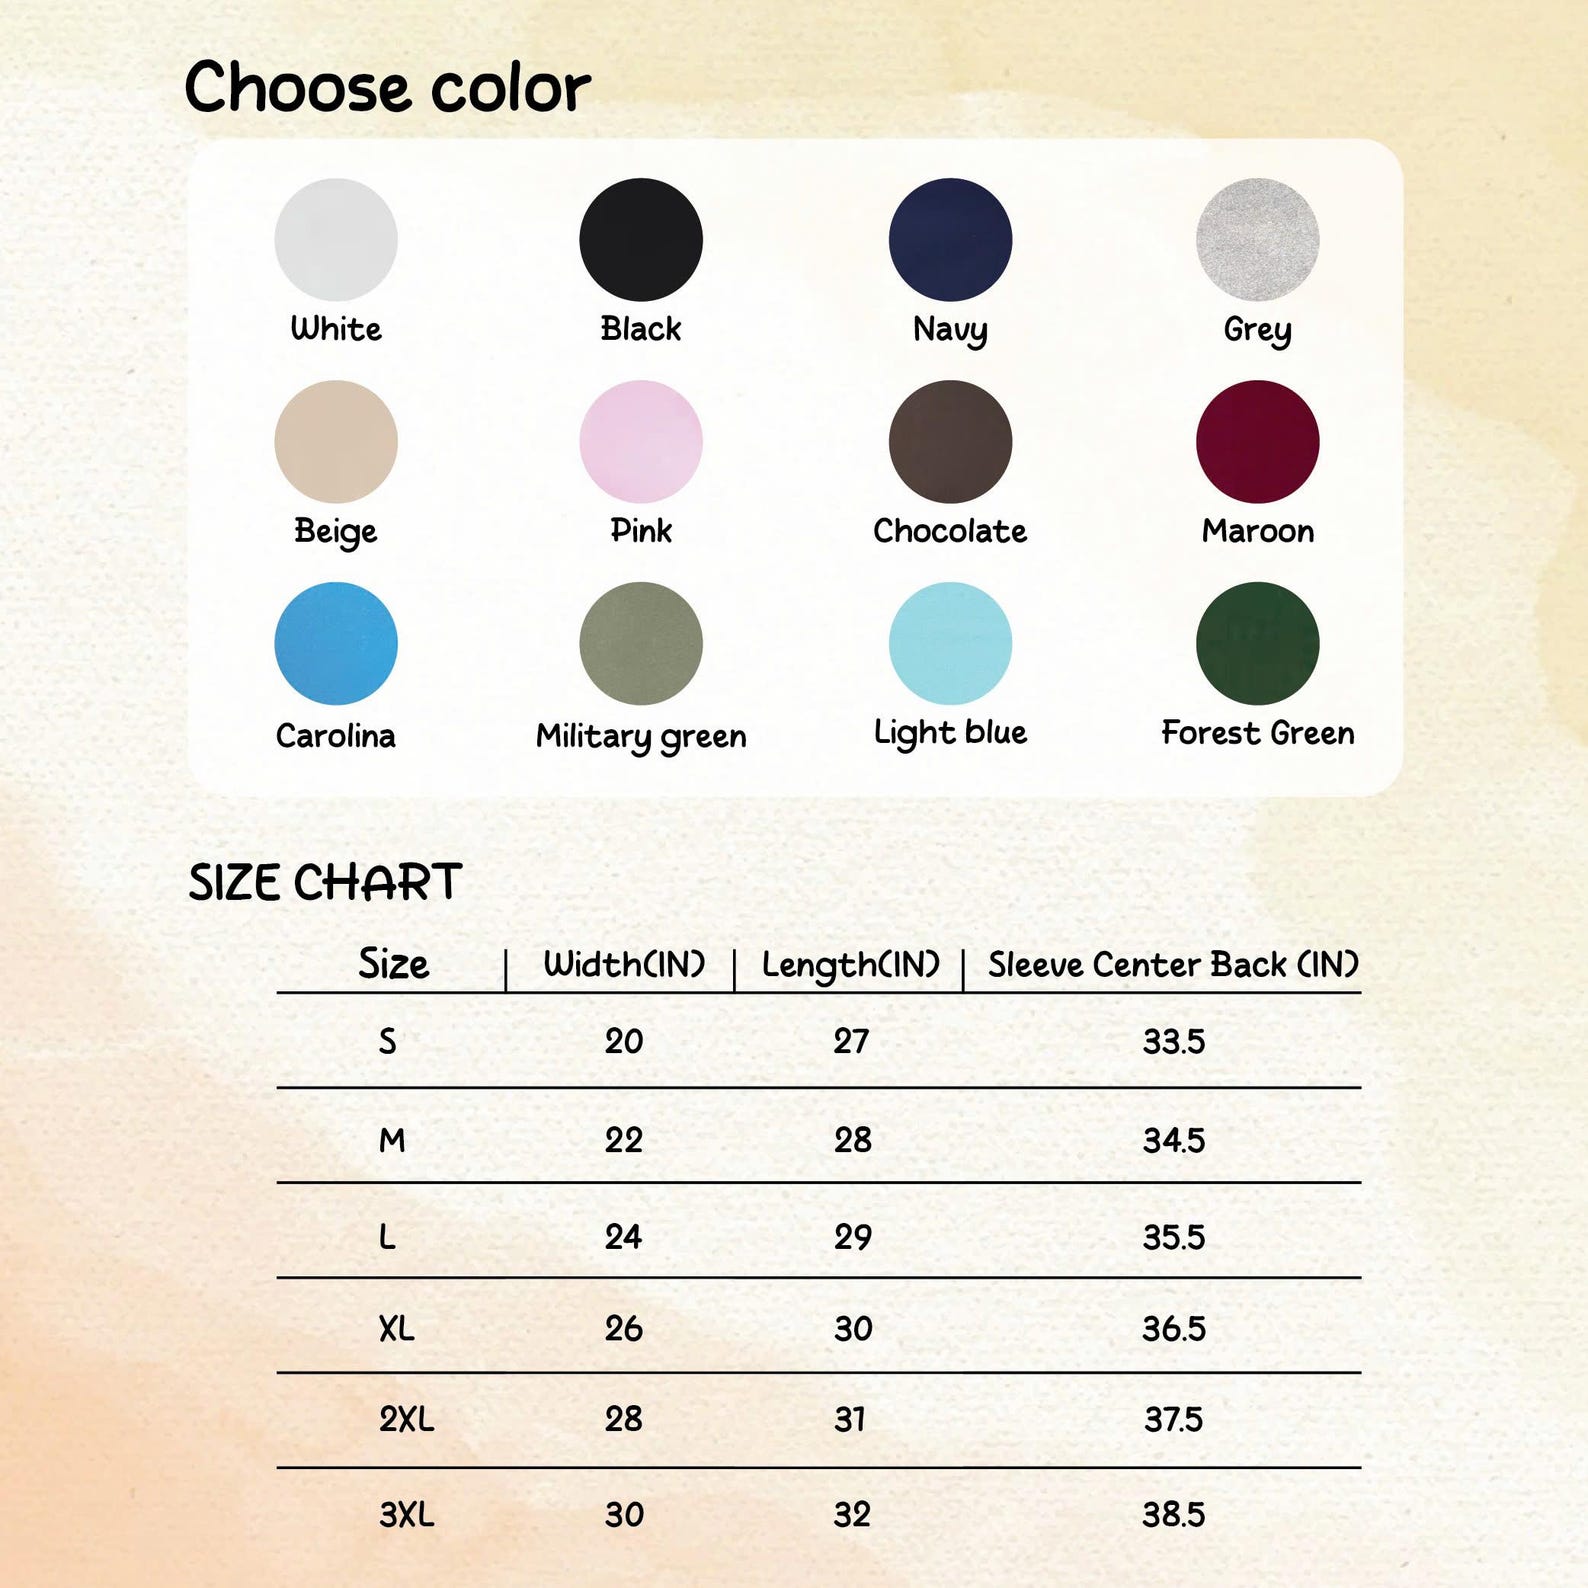 Choose color
White Black Navy Grey
Beige Pink Chocolate Maroon
Carolina Military green Light blue Forest Green
SIZE CHART
Size Width(IN) Length(IN) Sleeve Center Back (IN)
S 20 27 33.5
M 22 28 34.5
L 24 29 35.5
XL 26 30 36.5
2XL 28 31 37.5
3XL 30 32 38.5